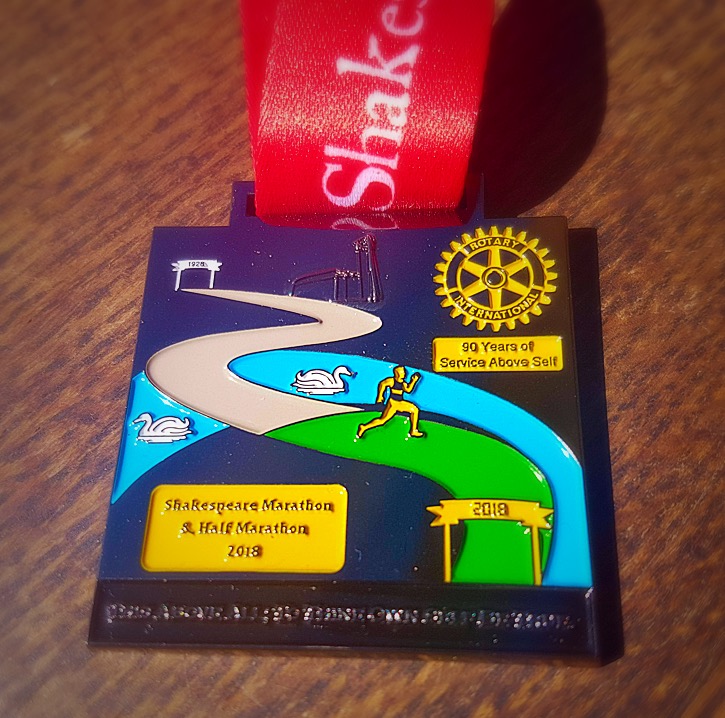 Shakes
1928
ROTARY
INTERNATIONAL
90 Years of
Service Above Self
Shakespeare Marathon
& Half Marathon
2018
2018